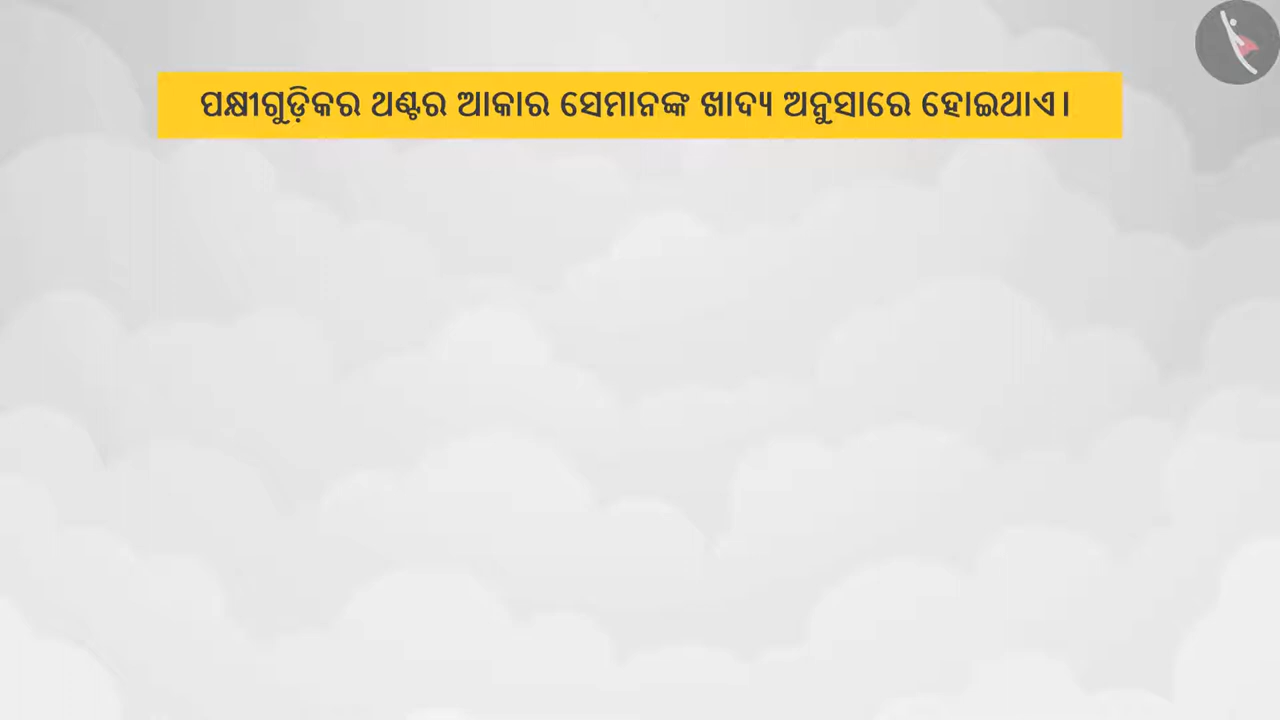 ପକ୍ଷୀଗୁଡ଼ିକର ଥଣ୍ଟର ଆକାର ସେମାନଙ୍କ ଖାଦ୍ୟ ଅନୁସାରେ ହୋଇଥାଏ ।